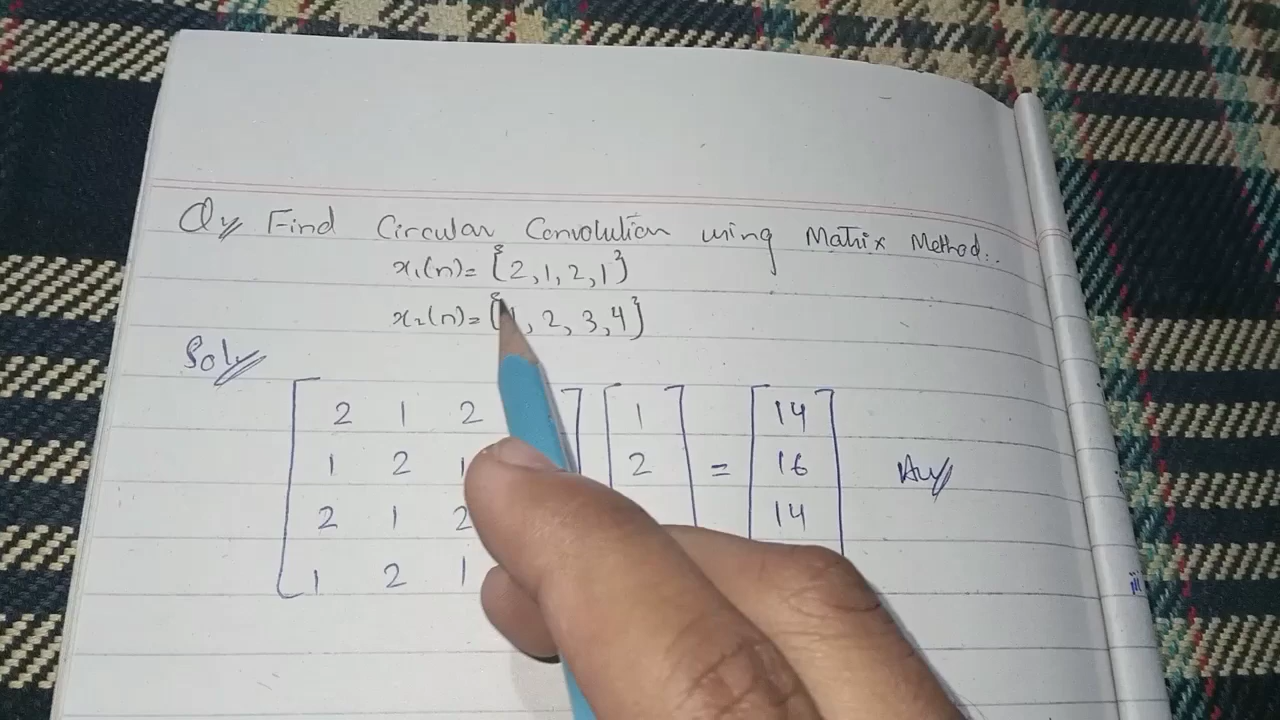 Q Find Circular Convolution using Matrix Method:.
x₁(n)= {2,1,2,1}
x₂(n)= {1,2,3,4}
Sol
2 1 2 1 14
1 2 1 2 = 16 Ans
2 1 2 14
1 2 1